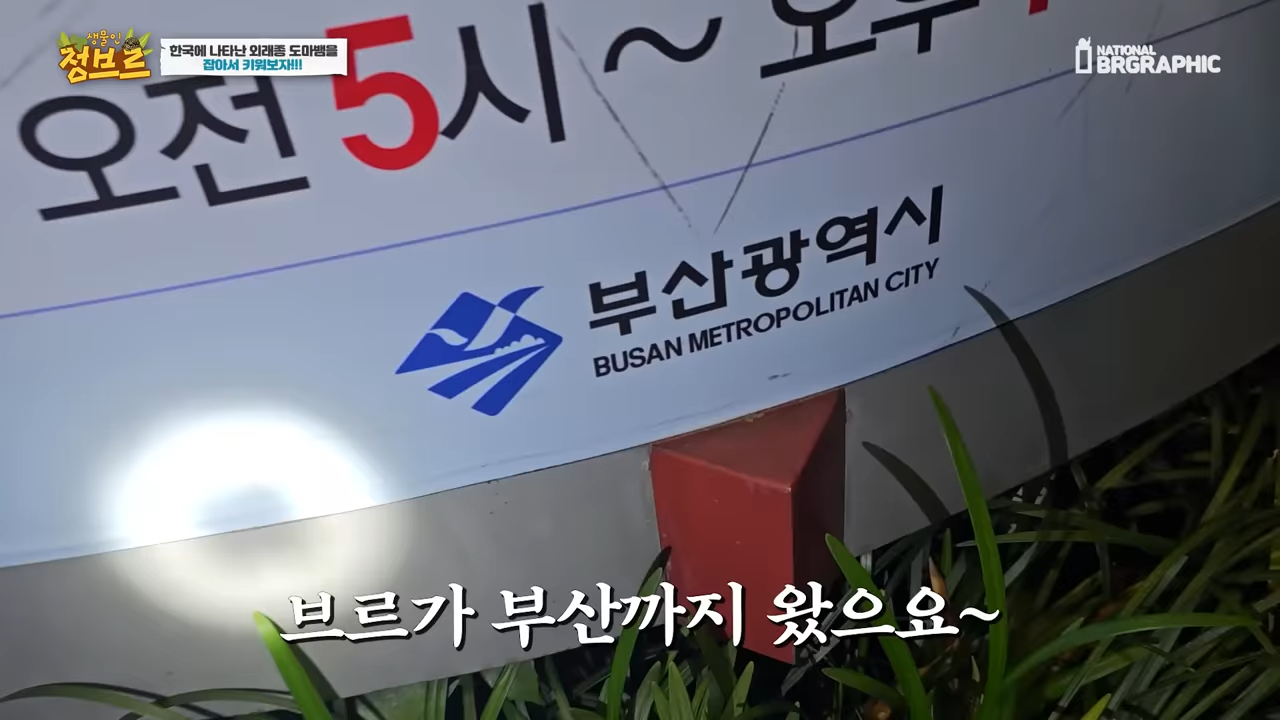 생물인
정브르
한국에 나타난 외래종 도마뱀을
잡아서 키워보자!!!
NATIONAL
BRGRAPHIC
오전 5시 ~ 오후
부산광역시
BUSAN METROPOLITAN CITY
브르가 부산까지 왔으요~